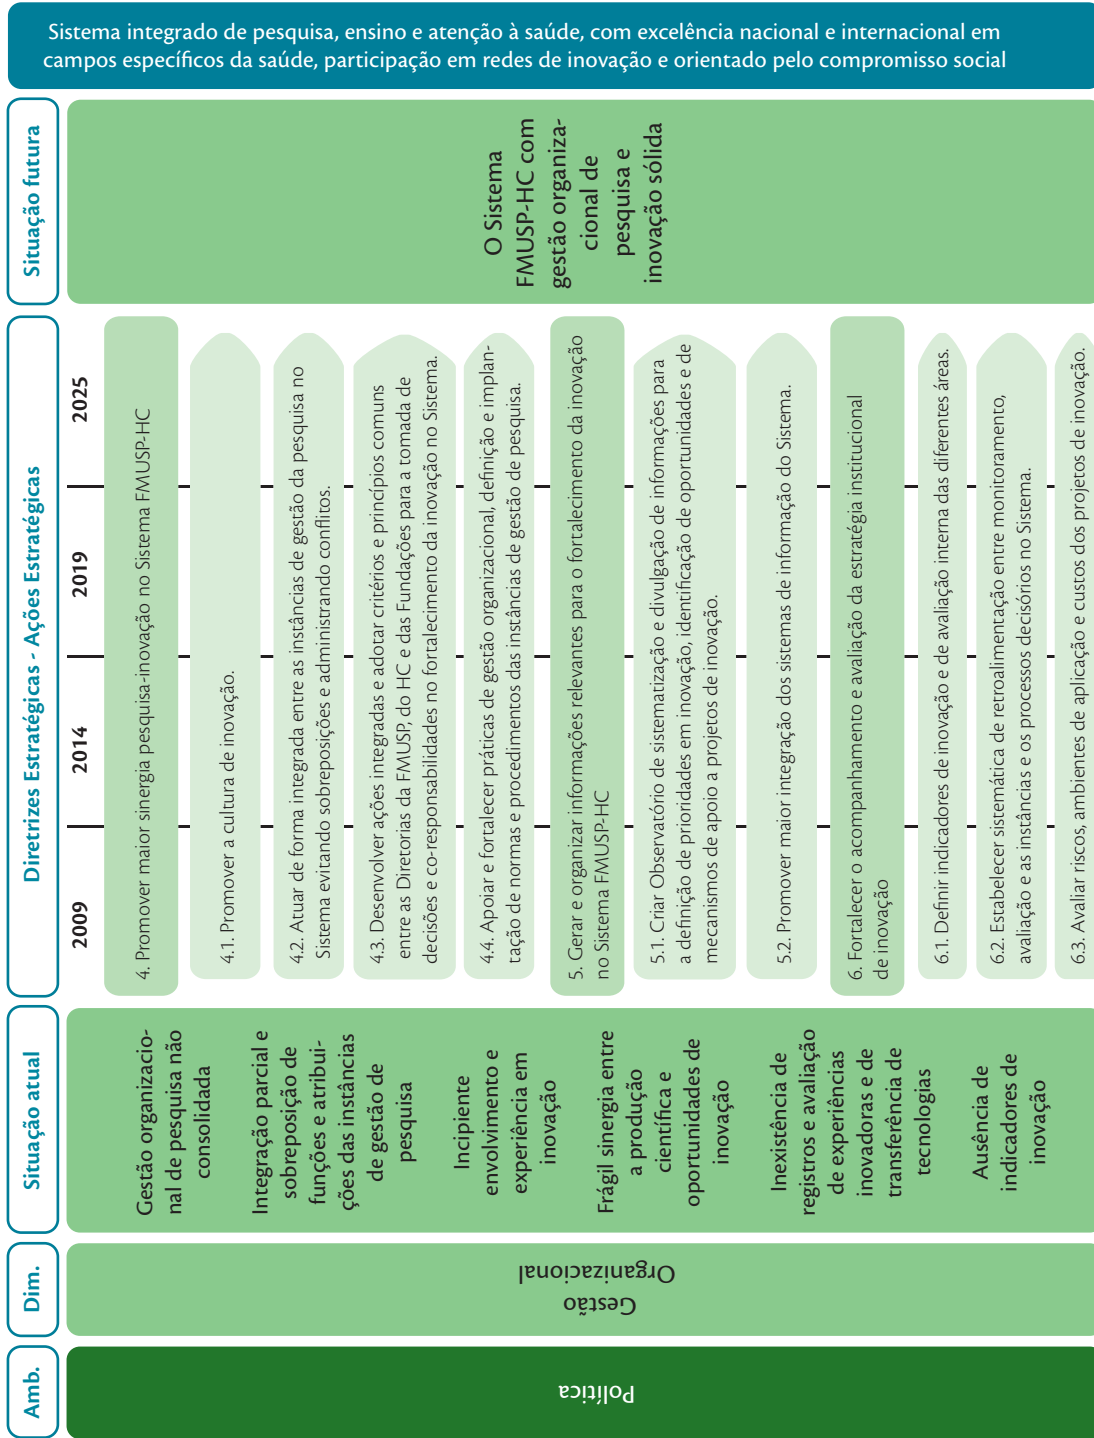 Sistema integrado de pesquisa, ensino e atenção à saúde, com excelência nacional e internacional em
campos específicos da saúde, participação em redes de inovação e orientado pelo compromisso social
Amb.
Dim.
Situação atual
Diretrizes Estratégicas - Ações Estratégicas
Situação futura
2009
2014
2019
2025
Política
Gestão
Organizacional
Gestão organizacio-
nal de pesquisa não
consolidada
Integração parcial e
sobreposição de
funções e atribui-
ções das instâncias
de gestão de
pesquisa
Incipiente
envolvimento e
experiência em
inovação
Frágil sinergia entre
a produção
científica e
oportunidades de
inovação
Inexistência de
registros e avaliação
de experiências
inovadoras e de
transferência de
tecnologias
Ausência de
indicadores de
inovação
4. Promover maior sinergia pesquisa-inovação no Sistema FMUSP-HC
4.1. Promover a cultura de inovação.
4.2. Atuar de forma integrada entre as instâncias de gestão da pesquisa no
Sistema evitando sobreposições e administrando conflitos.
4.3. Desenvolver ações integradas e adotar critérios e princípios comuns
entre as Diretorias da FMUSP, do HC e das Fundações para a tomada de
decisões e co-responsabilidades no fortalecimento da inovação no Sistema.
4.4. Apoiar e fortalecer práticas de gestão organizacional, definição e implan-
tação de normas e procedimentos das instâncias de gestão de pesquisa.
5. Gerar e organizar informações relevantes para o fortalecimento da inovação
no Sistema FMUSP-HC
5.1. Criar Observatório de sistematização e divulgação de informações para
a definição de prioridades em inovação, identificação de oportunidades e de
mecanismos de apoio a projetos de inovação.
5.2. Promover maior integração dos sistemas de informação do Sistema.
6. Fortalecer o acompanhamento e avaliação da estratégia institucional
de inovação
6.1. Definir indicadores de inovação e de avaliação interna das diferentes áreas.
6.2. Estabelecer sistemática de retroalimentação entre monitoramento,
avaliação e as instâncias e os processos decisórios no Sistema.
6.3. Avaliar riscos, ambientes de aplicação e custos dos projetos de inovação.
O Sistema
FMUSP-HC com
gestão organiza-
cional de
pesquisa e
inovação sólida